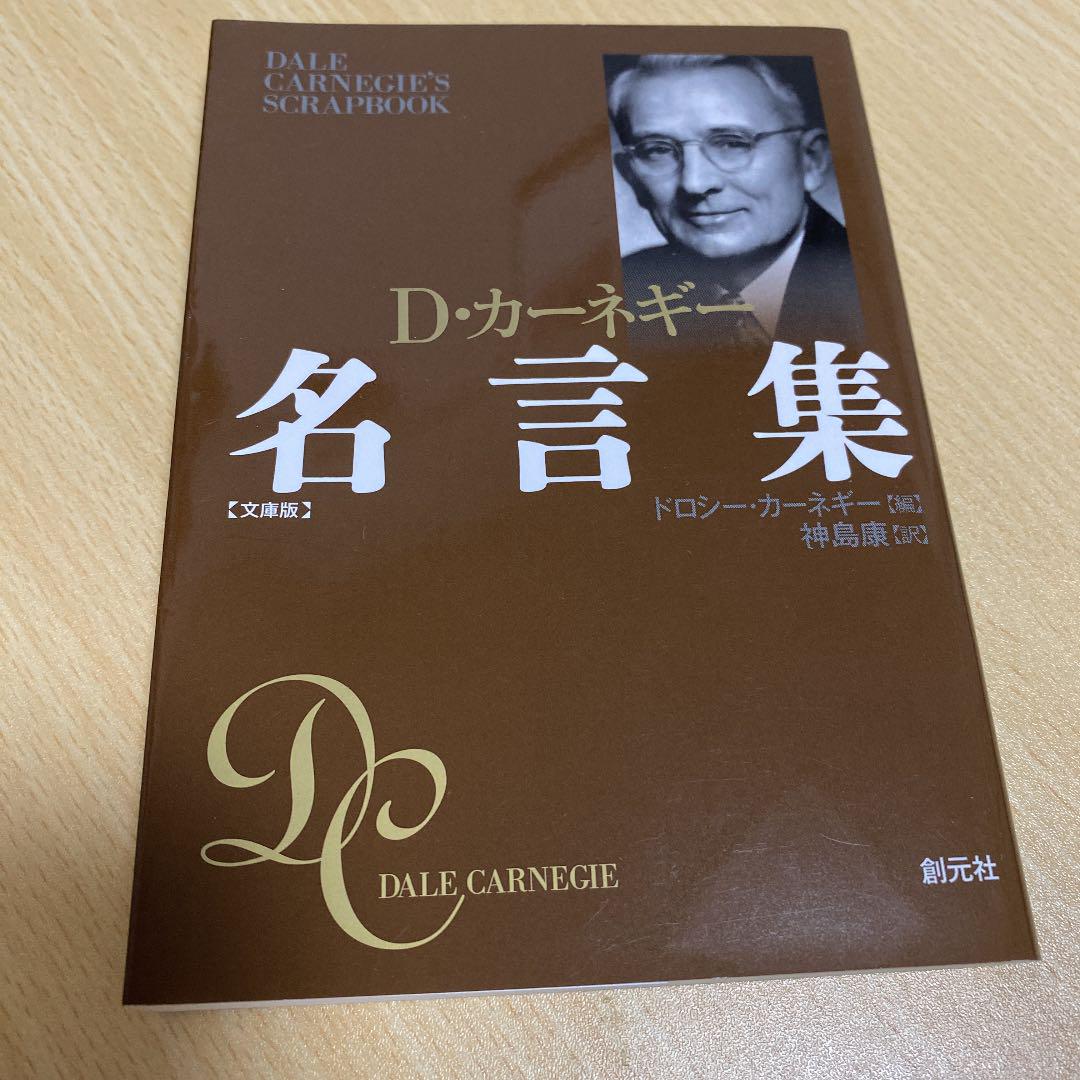 DALE
CARNEGIE'S
SCRAPBOOK
D・カーネギー
名言集
【文庫版】
ドロシー・カーネギー【編】
神島康【訳】
DC
DALE CARNEGIE
創元社